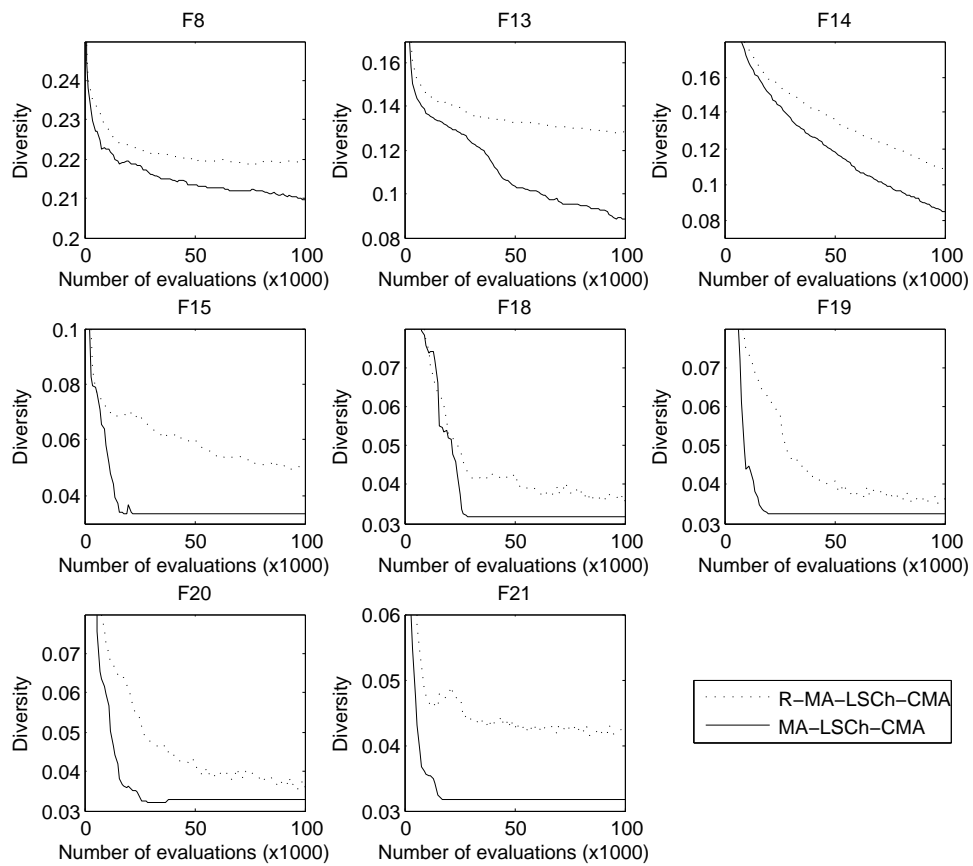 F8
0.24
0.23
0.22
0.21
0.2
Diversity
0 50 100
Number of evaluations (x1000)
F13
0.16
0.14
0.12
0.1
0.08
Diversity
0 50 100
Number of evaluations (x1000)
F14
0.16
0.14
0.12
0.1
0.08
Diversity
0 50 100
Number of evaluations (x1000)
F15
0.1
0.08
0.06
0.04
Diversity
0 50 100
Number of evaluations (x1000)
F18
0.07
0.06
0.05
0.04
0.03
Diversity
0 50 100
Number of evaluations (x1000)
F19
0.07
0.06
0.05
0.04
0.03
Diversity
0 50 100
Number of evaluations (x1000)
F20
0.07
0.06
0.05
0.04
0.03
Diversity
0 50 100
Number of evaluations (x1000)
F21
0.06
0.05
0.04
0.03
Diversity
0 50 100
Number of evaluations (x1000)
R−MA−LSCh−CMA
MA−LSCh−CMA